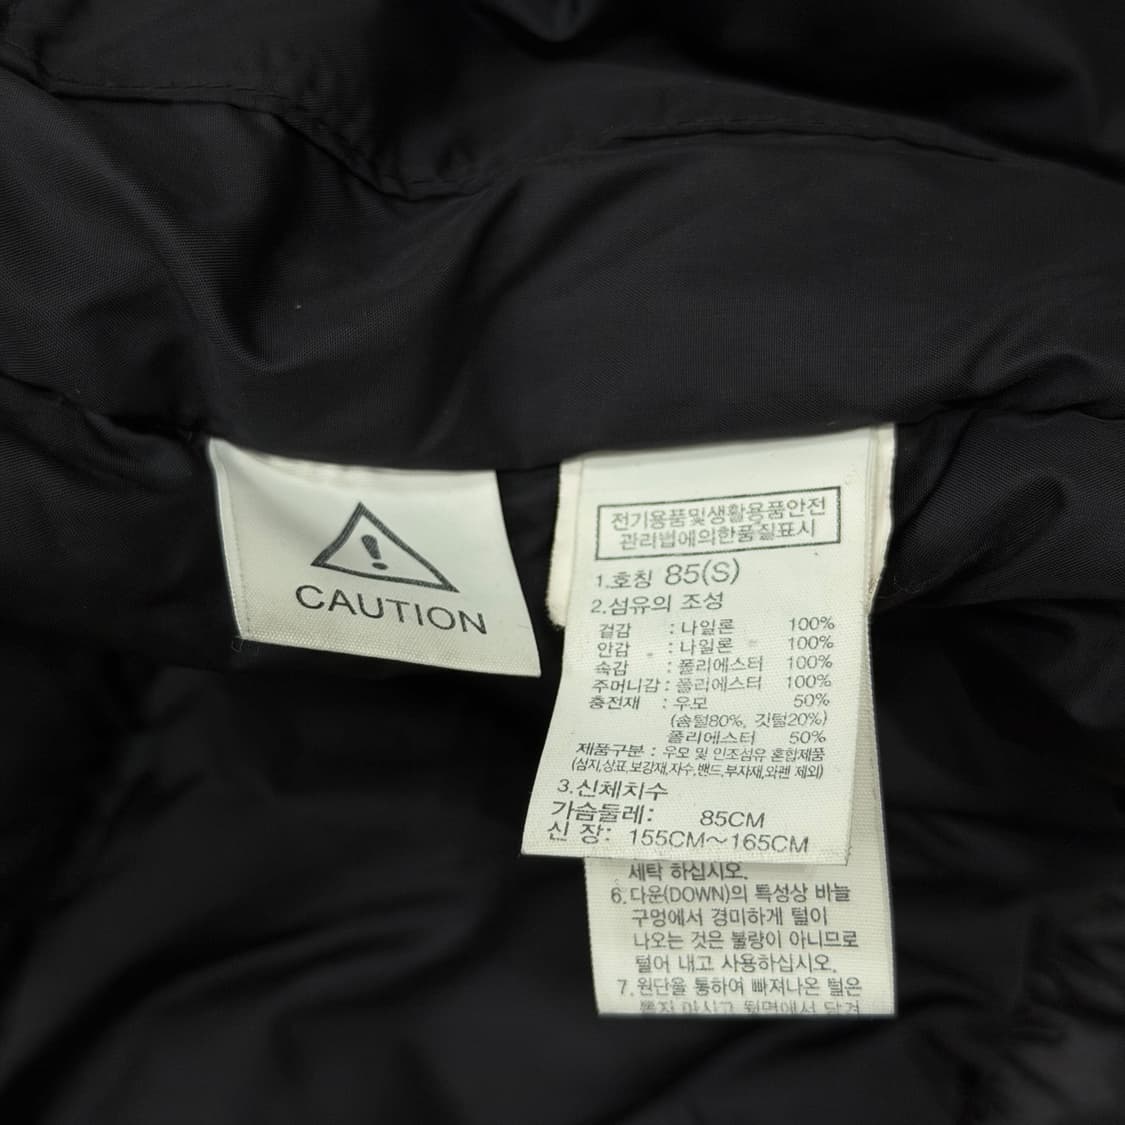 CAUTION
전기용품및생활용품안전
관리법에의한품질표시
1.호칭 85(S)
2.섬유의 조성
겉감 : 나일론 100%
안감 : 나일론 100%
속감 : 폴리에스터 100%
주머니감 : 폴리에스터 100%
충전재 : 우모 50%
(솜털80%, 깃털20%)
폴리에스터 50%
제품구분 : 우모 및 인조섬유 혼합제품
(심지,상표,보강재,자수,밴드,부자재,와펜 제외)
3.신체치수
가슴둘레: 85CM
신 장: 155CM~165CM
세탁 하십시오.
6.다운(DOWN)의 특성상 바늘
구멍에서 경미하게 털이
나오는 것은 불량이 아니므로
털어 내고 사용하십시오.
7.원단을 통하여 빠져나온 털은